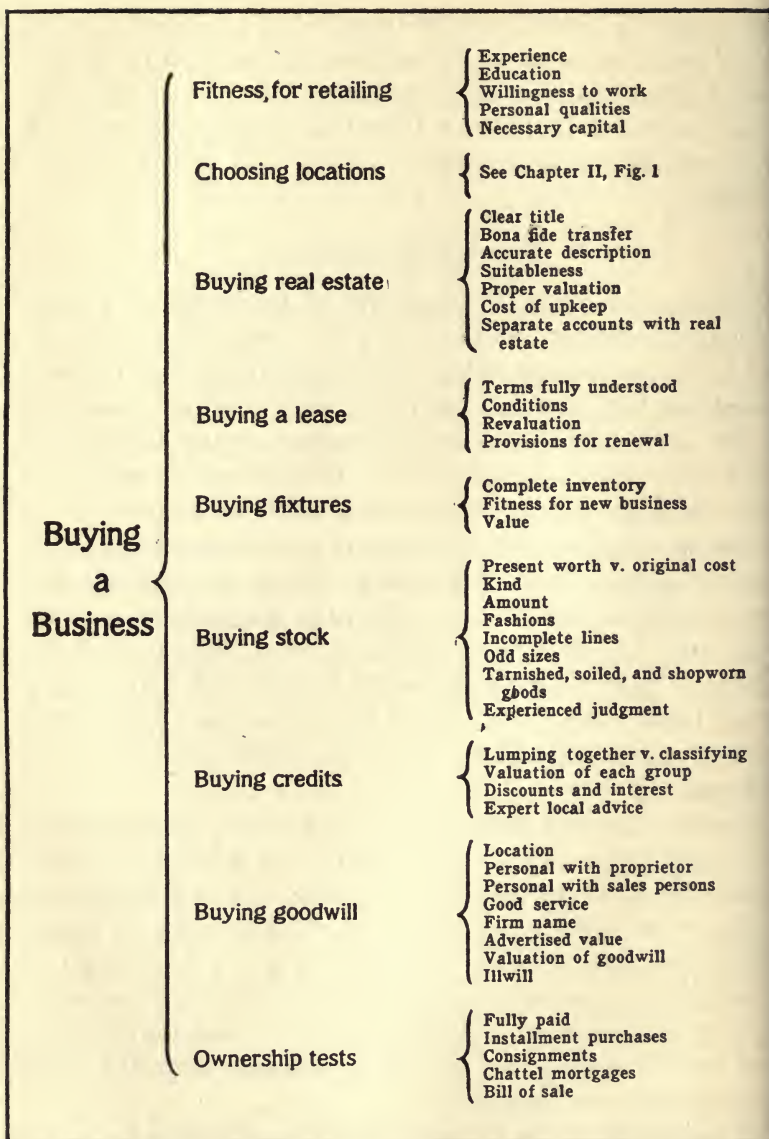 Buying
a
Business
Fitness, for retailing
Experience
Education
Willingness to work
Personal qualities
Necessary capital
Choosing locations
See Chapter II, Fig. 1
Buying real estate
Clear title
Bona fide transfer
Accurate description
Suitableness
Proper valuation
Cost of upkeep
Separate accounts with real
estate
Buying a lease
Terms fully understood
Conditions
Revaluation
Provisions for renewal
Buying fixtures
Complete inventory
Fitness for new business
Value
Buying stock
Present worth v. original cost
Kind
Amount
Fashions
Incomplete lines
Odd sizes
Tarnished, soiled, and shopworn
goods
Experienced judgment
Buying credits
Lumping together v. classifying
Valuation of each group
Discounts and interest
Expert local advice
Buying goodwill
Location
Personal with proprietor
Personal with sales persons
Good service
Firm name
Advertised value
Valuation of goodwill
Illwill
Ownership tests
Fully paid
Installment purchases
Consignments
Chattel mortgages
Bill of sale